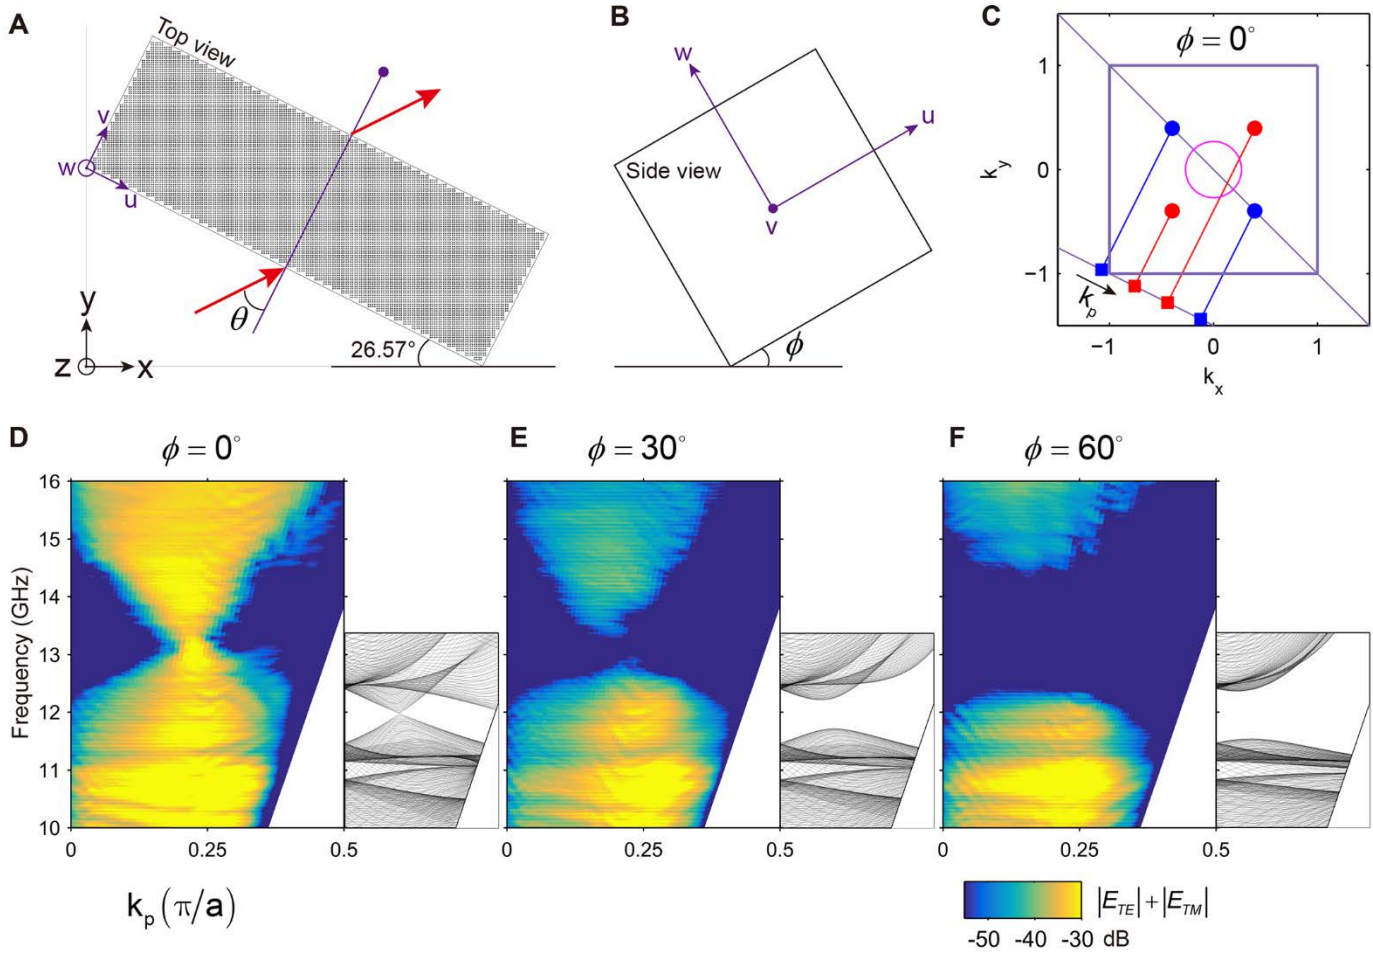 A
Top view
v
w
u
θ
26.57°
y
z
x
B
w
u
Side view
v
ϕ
C
ϕ = 0°
1
0
−1
k_y
k_p
−1
0
1
k_x
D
ϕ = 0°
E
ϕ = 30°
F
ϕ = 60°
16
15
14
13
12
11
10
Frequency (GHz)
0
0.25
0.5
0
0.25
0.5
0
0.25
0.5
k_p (π/a)
|E_TE| + |E_TM|
-50
-40
-30
dB